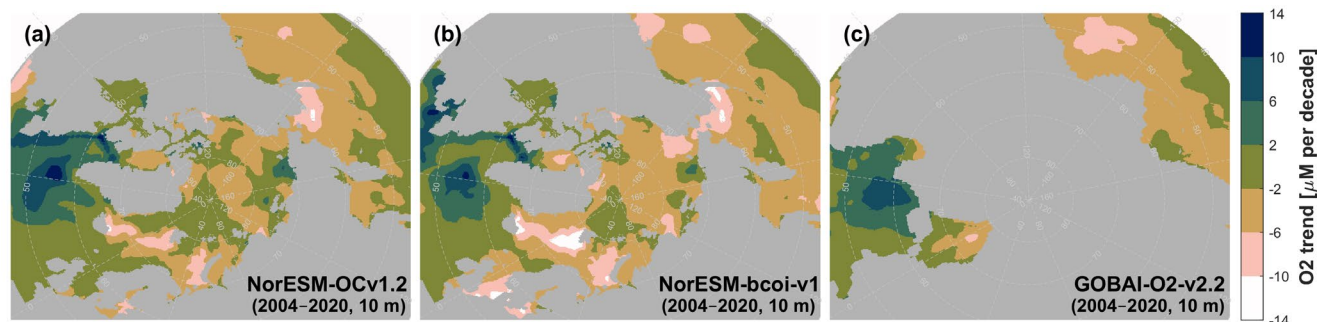 (a)
NorESM-OCv1.2
(2004–2020, 10 m)
(b)
NorESM-bcoi-v1
(2004–2020, 10 m)
(c)
GOBAI-O2-v2.2
(2004–2020, 10 m)
14
10
6
2
-2
-6
-10
-14
O2 trend [μM per decade]